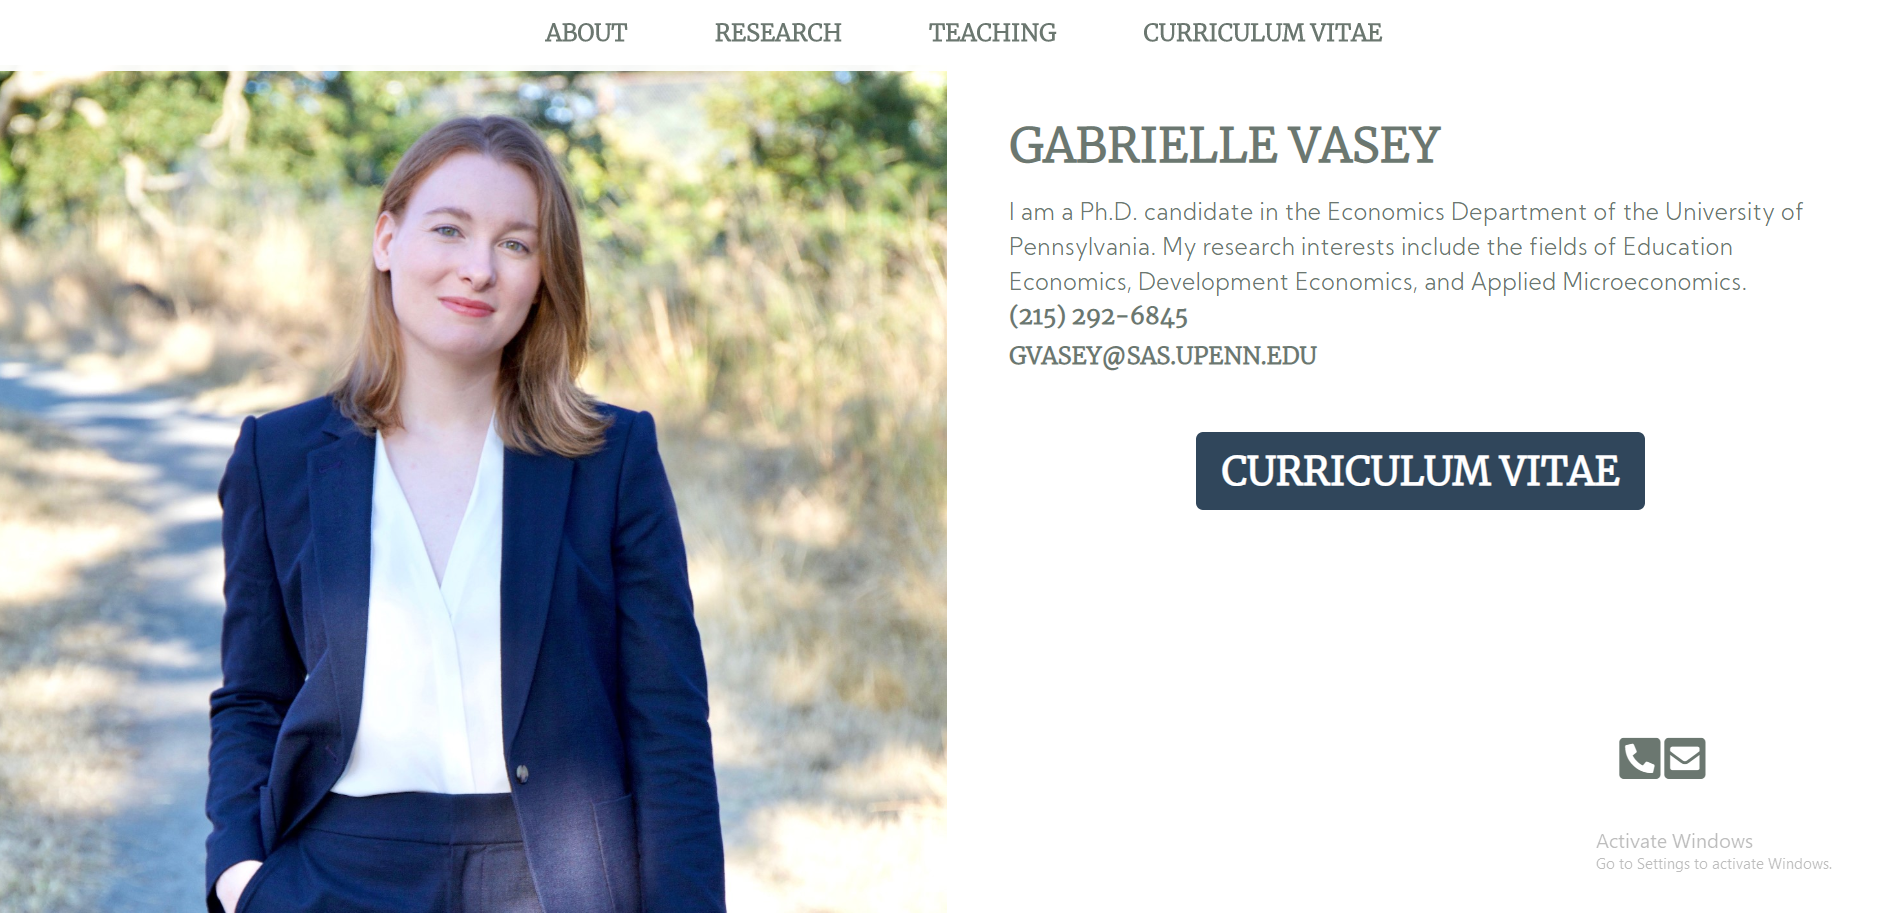 ABOUT RESEARCH TEACHING CURRICULUM VITAE
GABRIELLE VASEY
I am a Ph.D. candidate in the Economics Department of the University of
Pennsylvania. My research interests include the fields of Education
Economics, Development Economics, and Applied Microeconomics.
(215) 292-6845
GVASEY@SAS.UPENN.EDU
CURRICULUM VITAE
Activate Windows
Go to Settings to activate Windows.